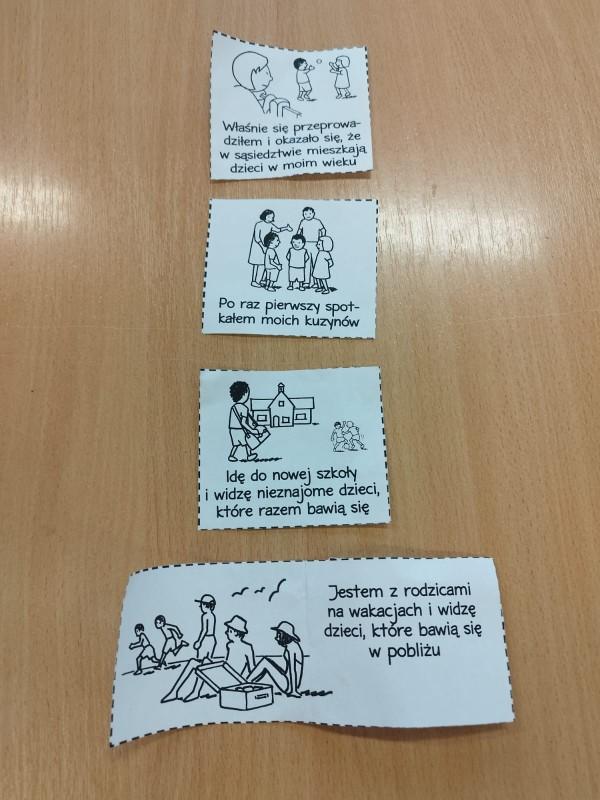 Właśnie się przeprowa-
dziłem i okazało się, że
w sąsiedztwie mieszkają
dzieci w moim wieku
Po raz pierwszy spot-
kałem moich kuzynów
Idę do nowej szkoły
i widzę nieznajome dzieci,
które razem bawią się
Jestem z rodzicami
na wakacjach i widzę
dzieci, które bawią się
w pobliżu